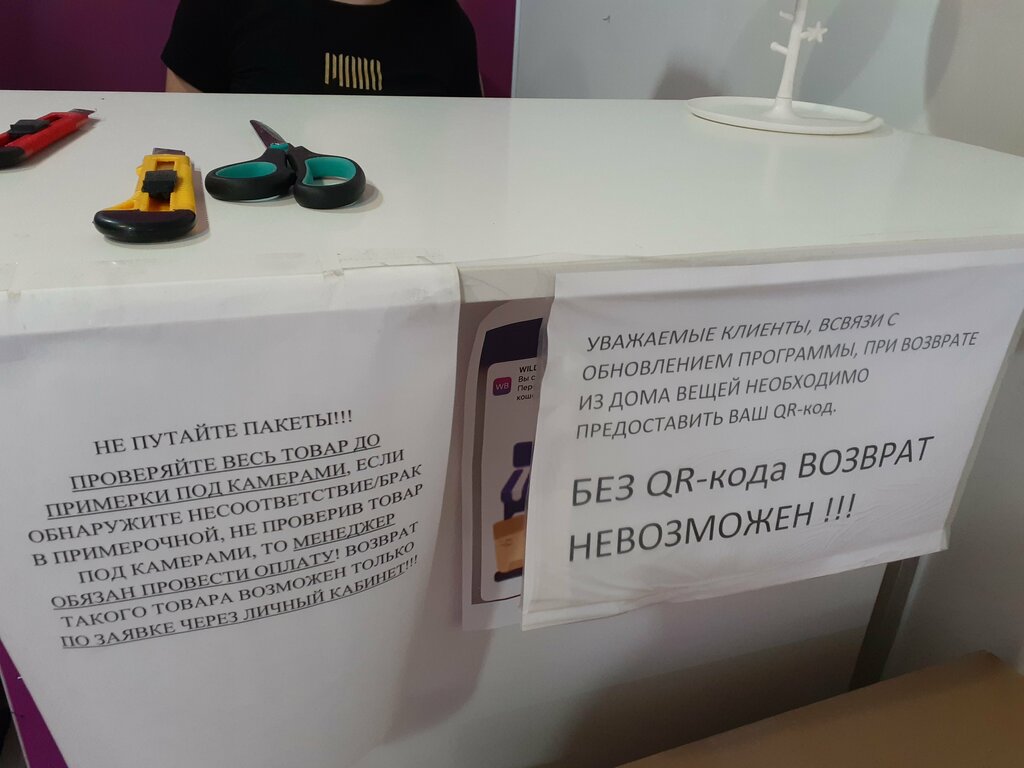 НЕ ПУТАЙТЕ ПАКЕТЫ!!!
ПРОВЕРЯЙТЕ ВЕСЬ ТОВАР ДО
ПРИМЕРКИ ПОД КАМЕРАМИ, ЕСЛИ
ОБНАРУЖИТЕ НЕСООТВЕТСТВИЕ/БРАК
В ПРИМЕРОЧНОЙ, НЕ ПРОВЕРИВ ТОВАР
ПОД КАМЕРАМИ, ТО МЕНЕДЖЕР
ОБЯЗАН ПРОВЕСТИ ОПЛАТУ! ВОЗВРАТ
ТАКОГО ТОВАРА ВОЗМОЖЕН ТОЛЬКО
ПО ЗАЯВКЕ ЧЕРЕЗ ЛИЧНЫЙ КАБИНЕТ!!!
WB
УВАЖАЕМЫЕ КЛИЕНТЫ, ВСВЯЗИ С
ОБНОВЛЕНИЕМ ПРОГРАММЫ, ПРИ ВОЗВРАТЕ
ИЗ ДОМА ВЕЩЕЙ НЕОБХОДИМО
ПРЕДОСТАВИТЬ ВАШ QR-код.
БЕЗ QR-кода ВОЗВРАТ
НЕВОЗМОЖЕН !!!